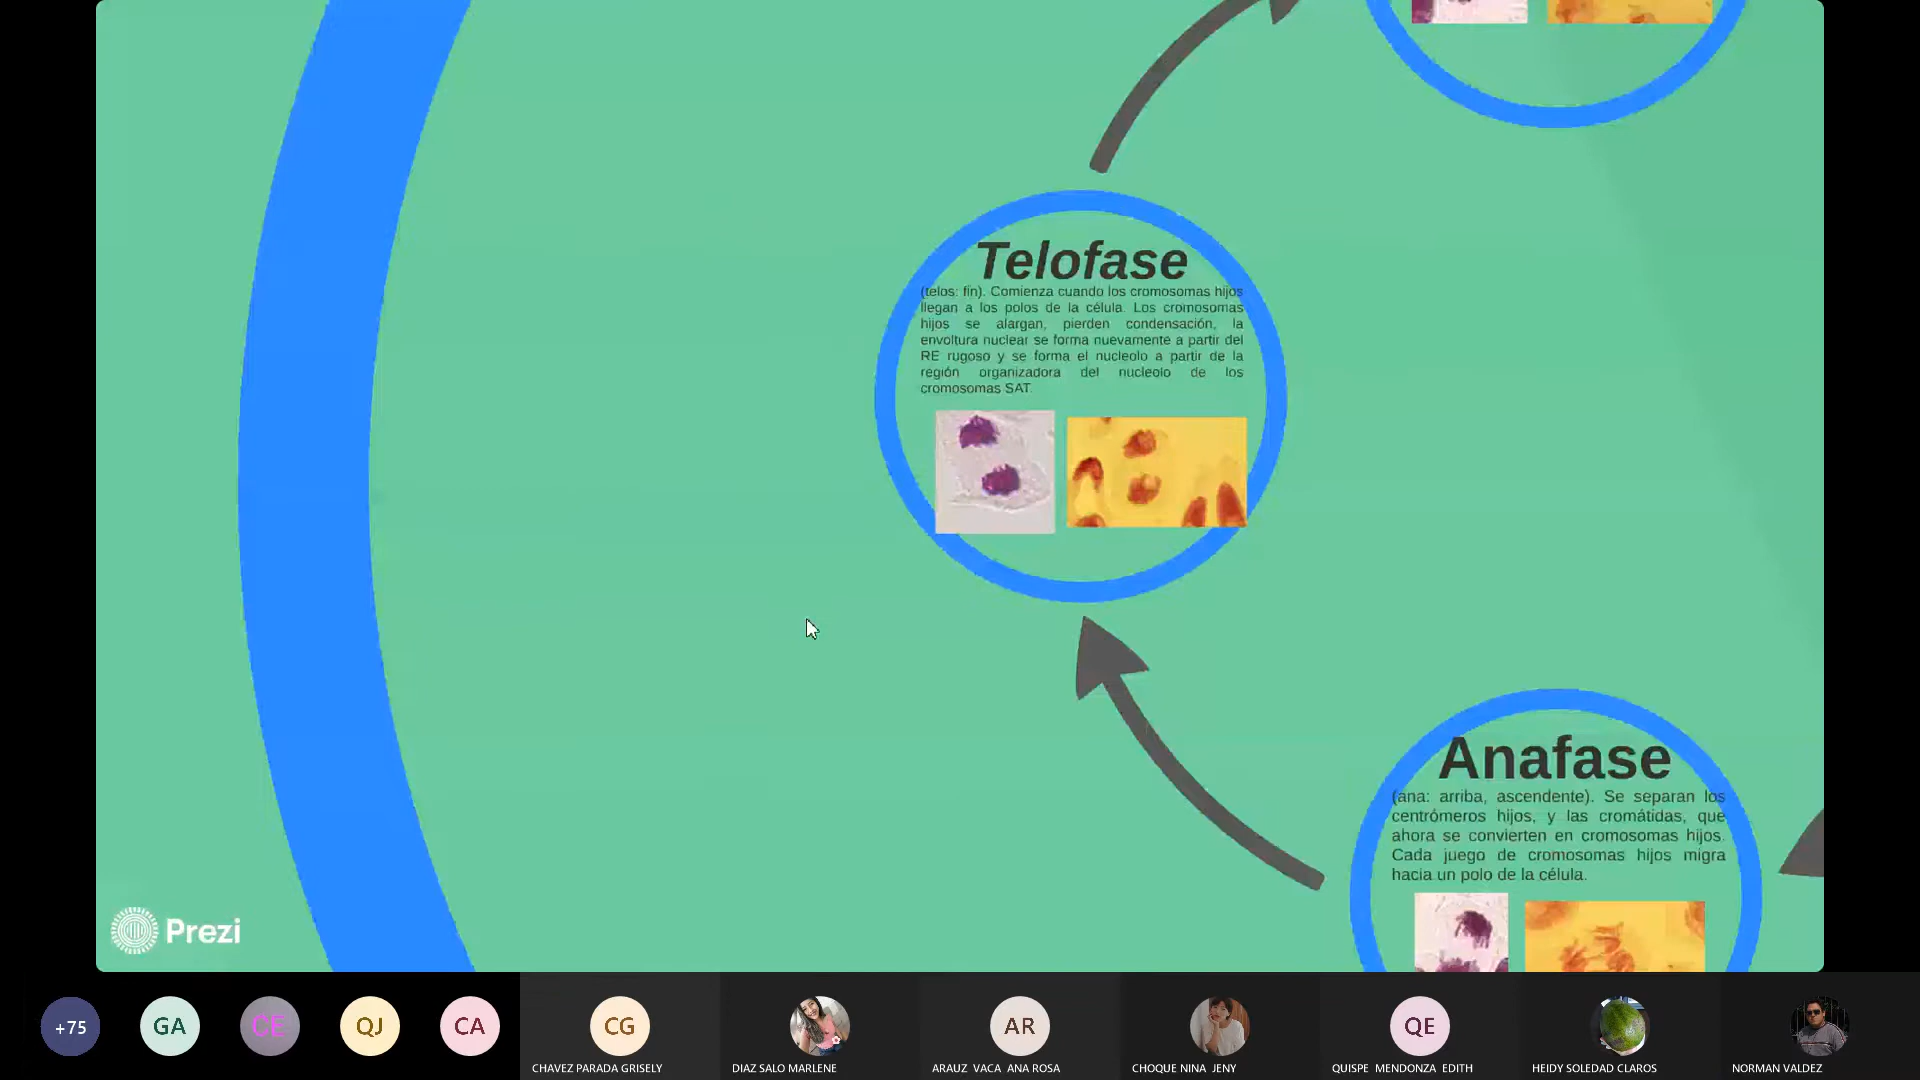 Telofase
(telos: fin). Comienza cuando los cromosomas hijos
llegan a los polos de la célula. Los cromosomas
hijos se alargan, pierden condensación, la
envoltura nuclear se forma nuevamente a partir del
RE rugoso y se forma el nucleolo a partir de la
región organizadora del nucleolo de los
cromosomas SAT.
Anafase
(ana: arriba, ascendente). Se separan los
centrómeros hijos, y las cromátidas, que
ahora se convierten en cromosomas hijos.
Cada juego de cromosomas hijos migra
hacia un polo de la célula.
Prezi
+75
GA
CE
QJ
CA
CG
AR
QE
CHAVEZ PARADA GRISELY
DIAZ SALO MARLENE
ARAUZ VACA ANA ROSA
CHOQUE NINA JENY
QUISPE MENDONZA EDITH
HEIDY SOLEDAD CLAROS
NORMAN VALDEZ